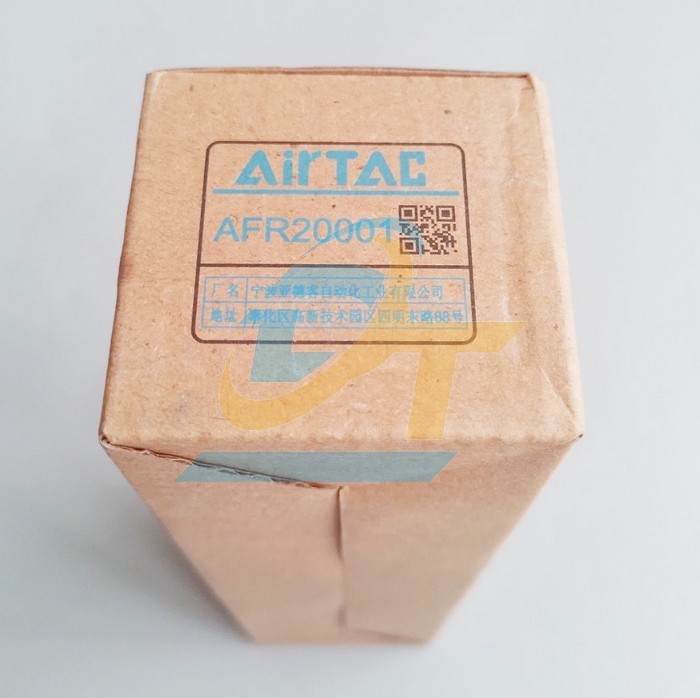 AirTAC
AFR20001
厂名 宁波亚德客自动化工业有限公司
地址 奉化区高新技术园区四明东路88号